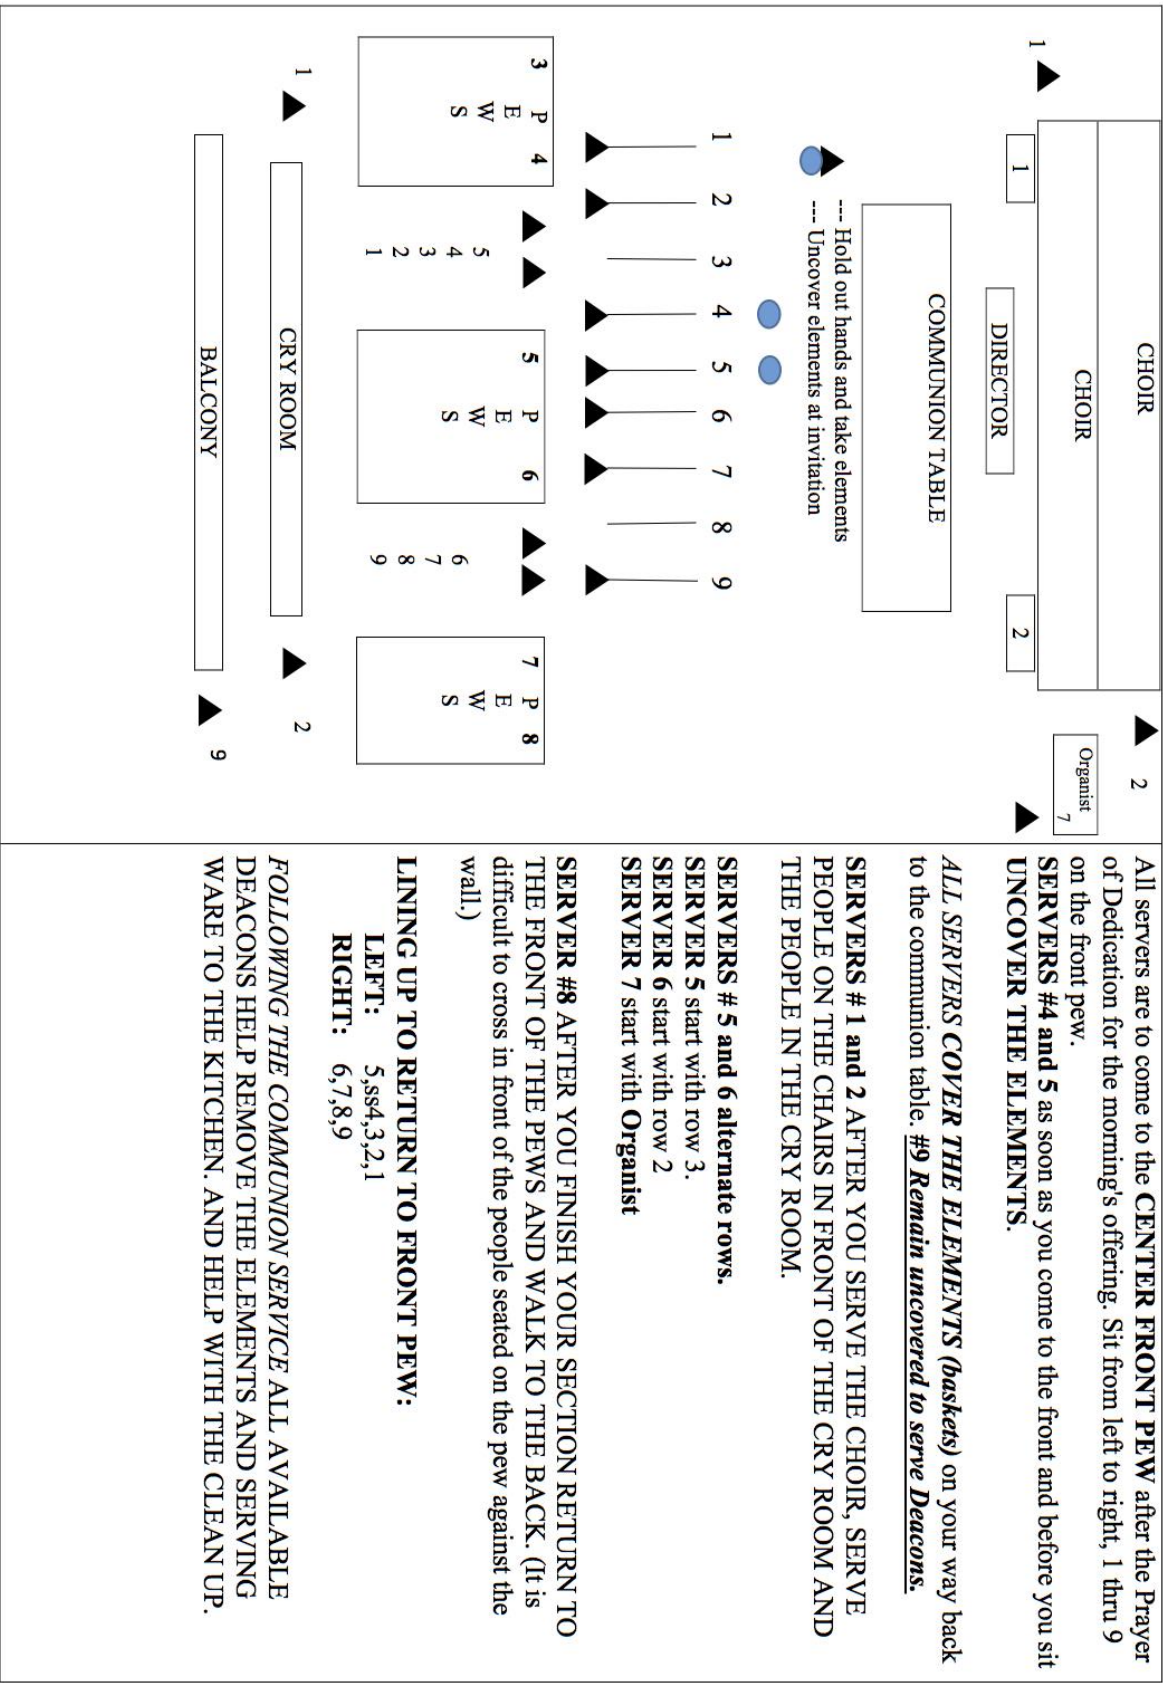 CHOIR
CHOIR
1
2
1
2
Organist
7
DIRECTOR
COMMUNION TABLE
--- Hold out hands and take elements
--- Uncover elements at invitation
1 2 3 4 5 6 7 8 9
3 P 4
E
W
S
5
4
3
2
1
5 P 6
E
W
S
6
7
8
9
7 P 8
E
W
S
1
CRY ROOM
2
BALCONY
9
All servers are to come to the CENTER FRONT PEW after the Prayer
of Dedication for the morning's offering. Sit from left to right, 1 thru 9
on the front pew.
SERVERS #4 and 5 as soon as you come to the front and before you sit
UNCOVER THE ELEMENTS.
ALL SERVERS COVER THE ELEMENTS (baskets) on your way back
to the communion table. #9 Remain uncovered to serve Deacons.
SERVERS # 1 and 2 AFTER YOU SERVE THE CHOIR, SERVE
PEOPLE ON THE CHAIRS IN FRONT OF THE CRY ROOM AND
THE PEOPLE IN THE CRY ROOM.
SERVERS # 5 and 6 alternate rows.
SERVER 5 start with row 3.
SERVER 6 start with row 2
SERVER 7 start with Organist
SERVER #8 AFTER YOU FINISH YOUR SECTION RETURN TO
THE FRONT OF THE PEWS AND WALK TO THE BACK. (It is
difficult to cross in front of the people seated on the pew against the
wall.)
LINING UP TO RETURN TO FRONT PEW:
LEFT: 5,ss4,3,2,1
RIGHT: 6,7,8,9
FOLLOWING THE COMMUNION SERVICE ALL AVAILABLE
DEACONS HELP REMOVE THE ELEMENTS AND SERVING
WARE TO THE KITCHEN. AND HELP WITH THE CLEAN UP.